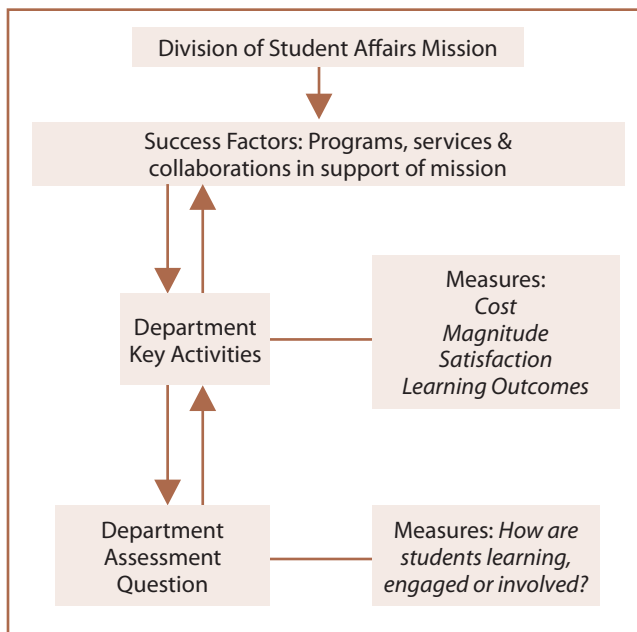 Division of Student Affairs Mission
Success Factors: Programs, services &
collaborations in support of mission
Department
Key Activities
Measures:
Cost
Magnitude
Satisfaction
Learning Outcomes
Department
Assessment
Question
Measures: How are
students learning,
engaged or involved?